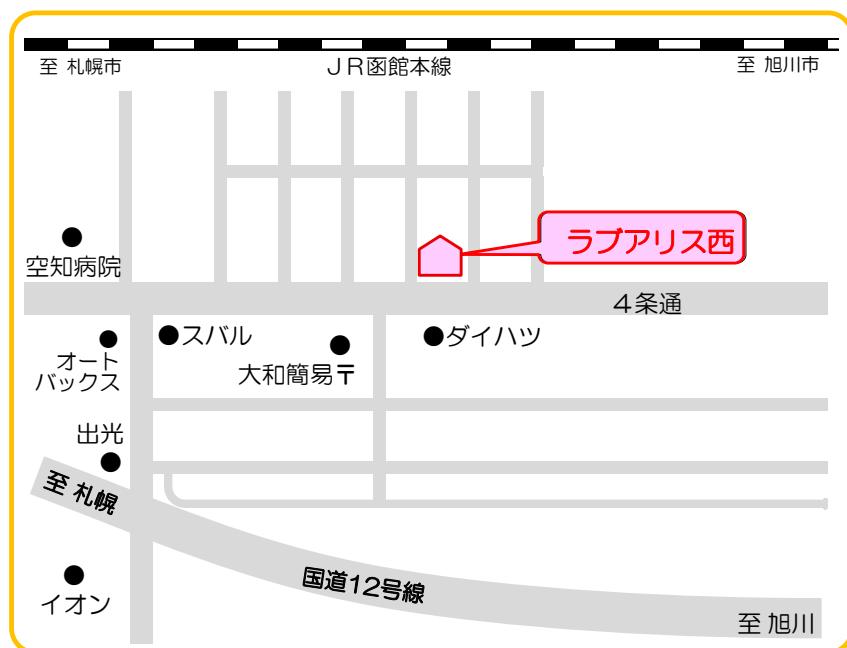 至 札幌市
ＪＲ函館本線
至 旭川市
ラブアリス西
空知病院
４条通
スバル
ダイハツ
オート
バックス
大和簡易〒
出光
至 札幌
国道12号線
イオン
至 旭川